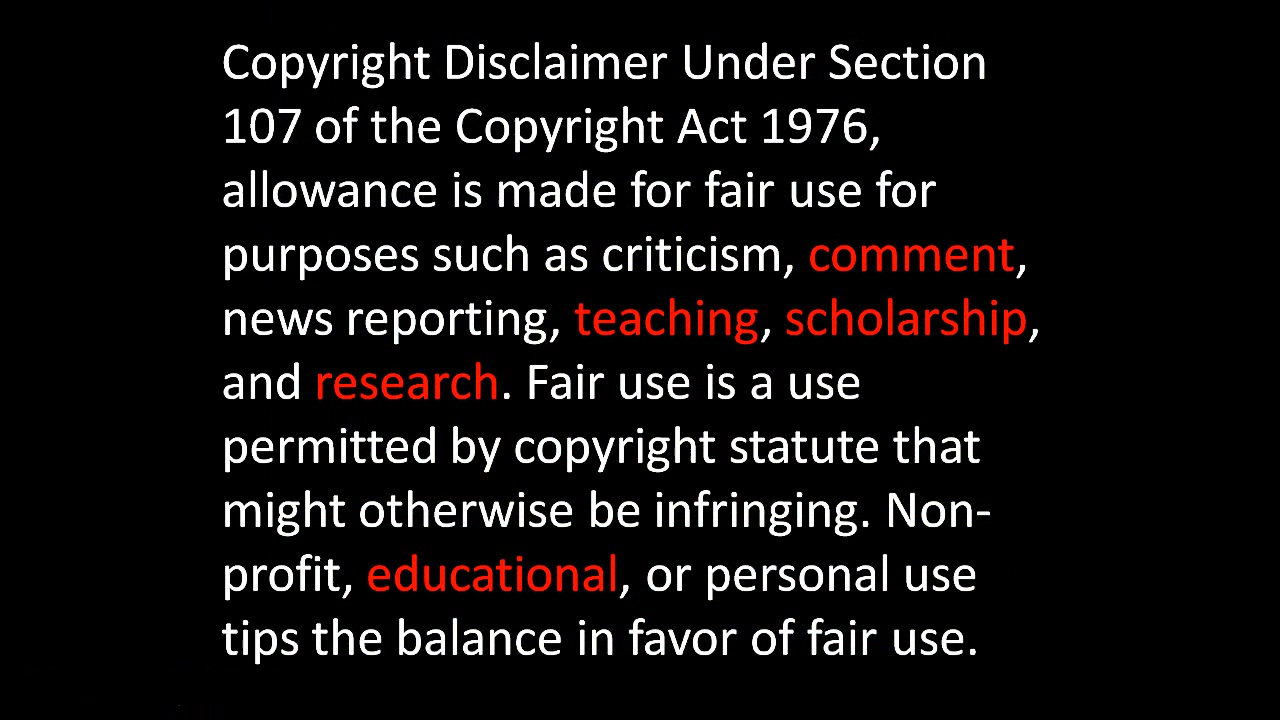 Copyright Disclaimer Under Section
107 of the Copyright Act 1976,
allowance is made for fair use for
purposes such as criticism, comment,
news reporting, teaching, scholarship,
and research. Fair use is a use
permitted by copyright statute that
might otherwise be infringing. Non-
profit, educational, or personal use
tips the balance in favor of fair use.